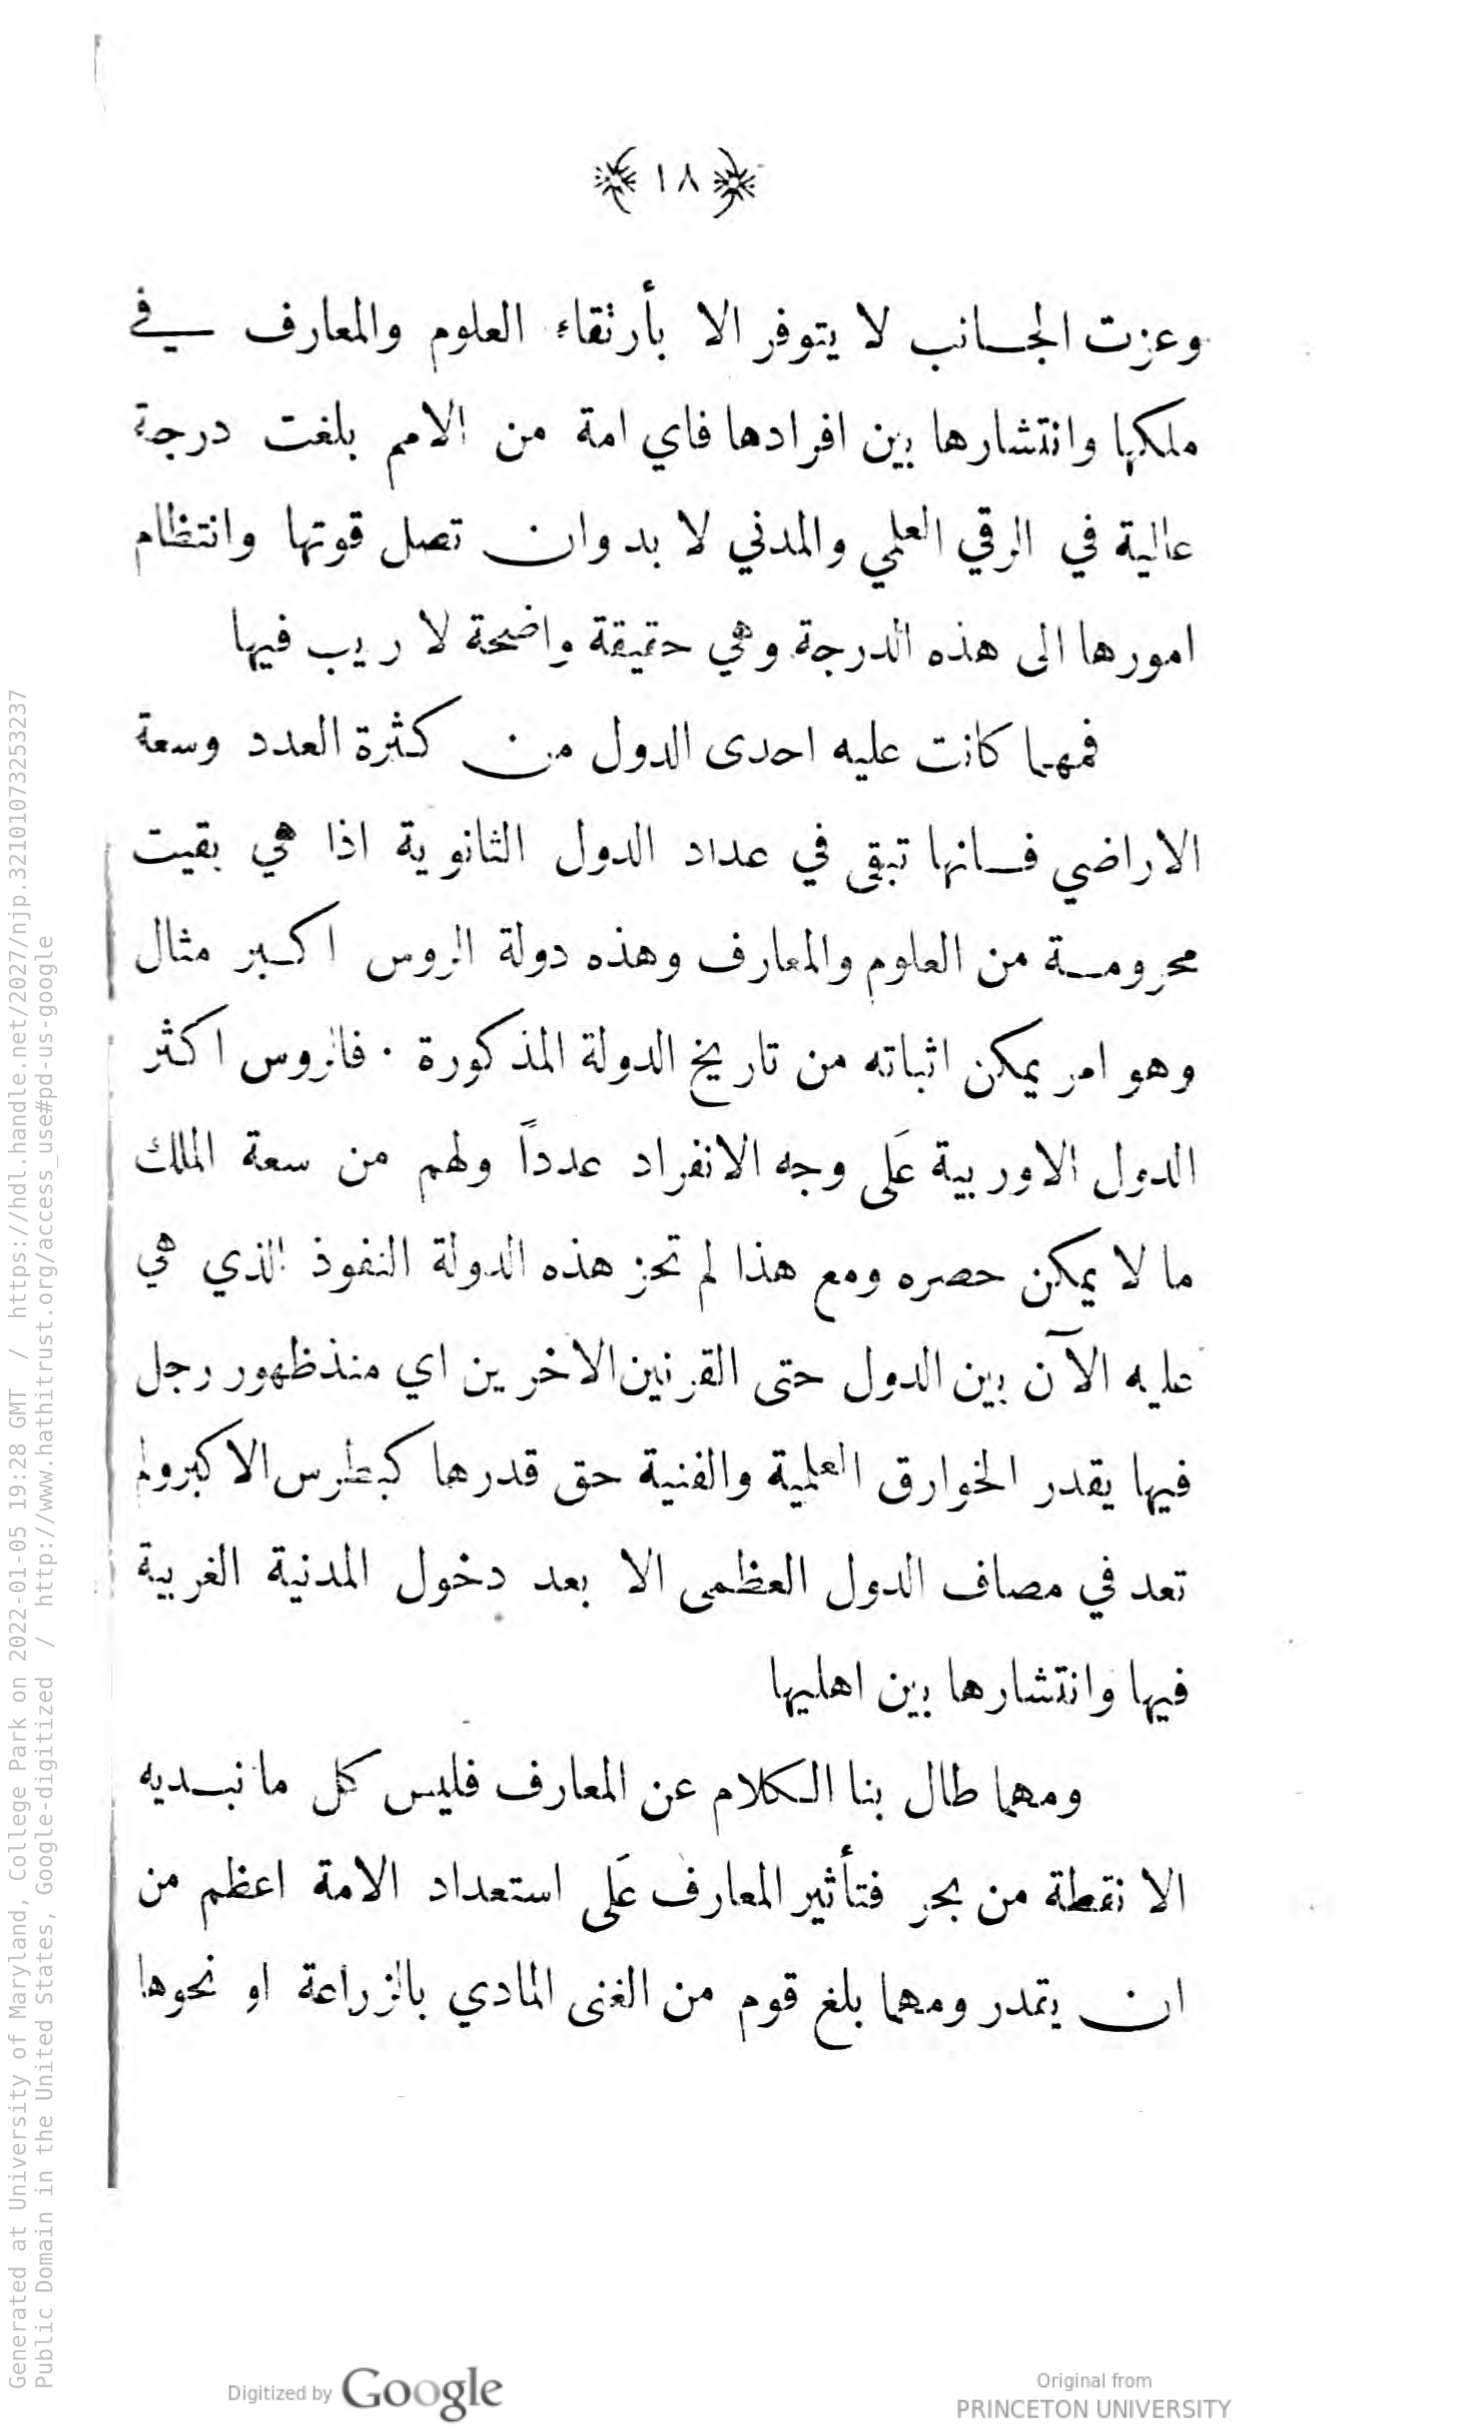 ﴿ ١٨ ﴾
وعزت الجانب لا يتوفر الا بأرتقاء العلوم والمعارف في
ملكها وانتشارها بين افرادها فاي امة من الامم بلغت درجة
عالية في الرقي العلمي والمدني لا بد وان تصل قوتها وانتظام
امورها الى هذه الدرجة وهي حقيقة واضحة لا ريب فيها
فمهما كانت عليه احدى الدول من كثرة العدد وسعة
الاراضي فانها تبقى في عداد الدول الثانوية اذا هي بقيت
محرومة من العلوم والمعارف وهذه دولة الروس اكبر مثال
وهو امر يمكن اثباته من تاريخ الدولة المذكورة · فالروس اكثر
الدول الاوربية عَلى وجه الانفراد عدداً ولهم من سعة الملك
ما لا يمكن حصره ومع هذا لم تحز هذه الدولة النفوذ الذي هي
عليه الآن بين الدول حتى القرنين الاخرين اي منذ ظهور رجل
فيها يقدر الخوارق العلمية والفنية حق قدرها كبطرس الاكبر ولم
تعد في مصاف الدول العظمى الا بعد دخول المدنية الغربية
فيها وانتشارها بين اهليها
ومهما طال بنا الكلام عن المعارف فليس كل ما نبديه
الا نقطة من بحر فتأثير المعارف عَلى استعداد الامة اعظم من
ان يتمدر ومهما بلغ قوم من الغنى المادي بالزراعة او نحوها
Digitized by Google
Original from
PRINCETON UNIVERSITY
Generated at University of Maryland, College Park on 2022-01-05 19:28 GMT / https://hdl.handle.net/2027/njp.32101073253237
Public Domain in the United States, Google-digitized / http://www.hathitrust.org/access_use#pd-us-google